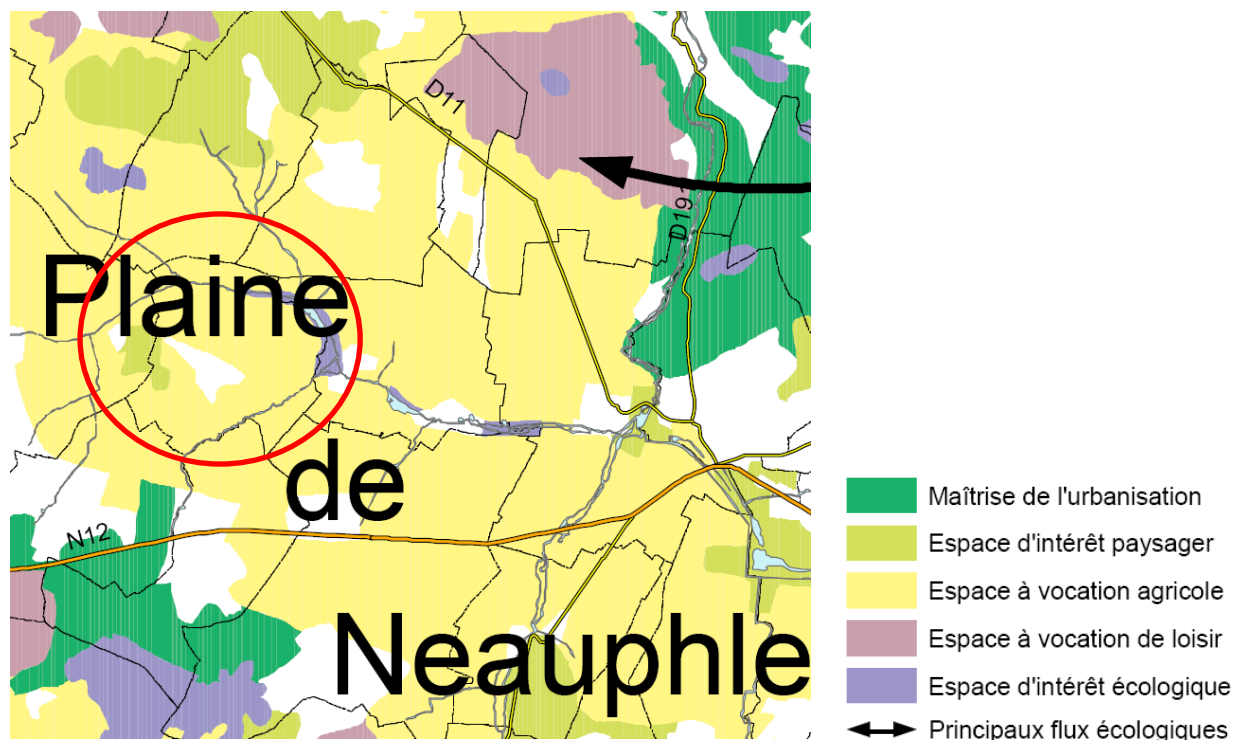 D11
D191
Plaine
de
N12
Neauphle
Maîtrise de l'urbanisation
Espace d'intérêt paysager
Espace à vocation agricole
Espace à vocation de loisir
Espace d'intérêt écologique
Principaux flux écologiques